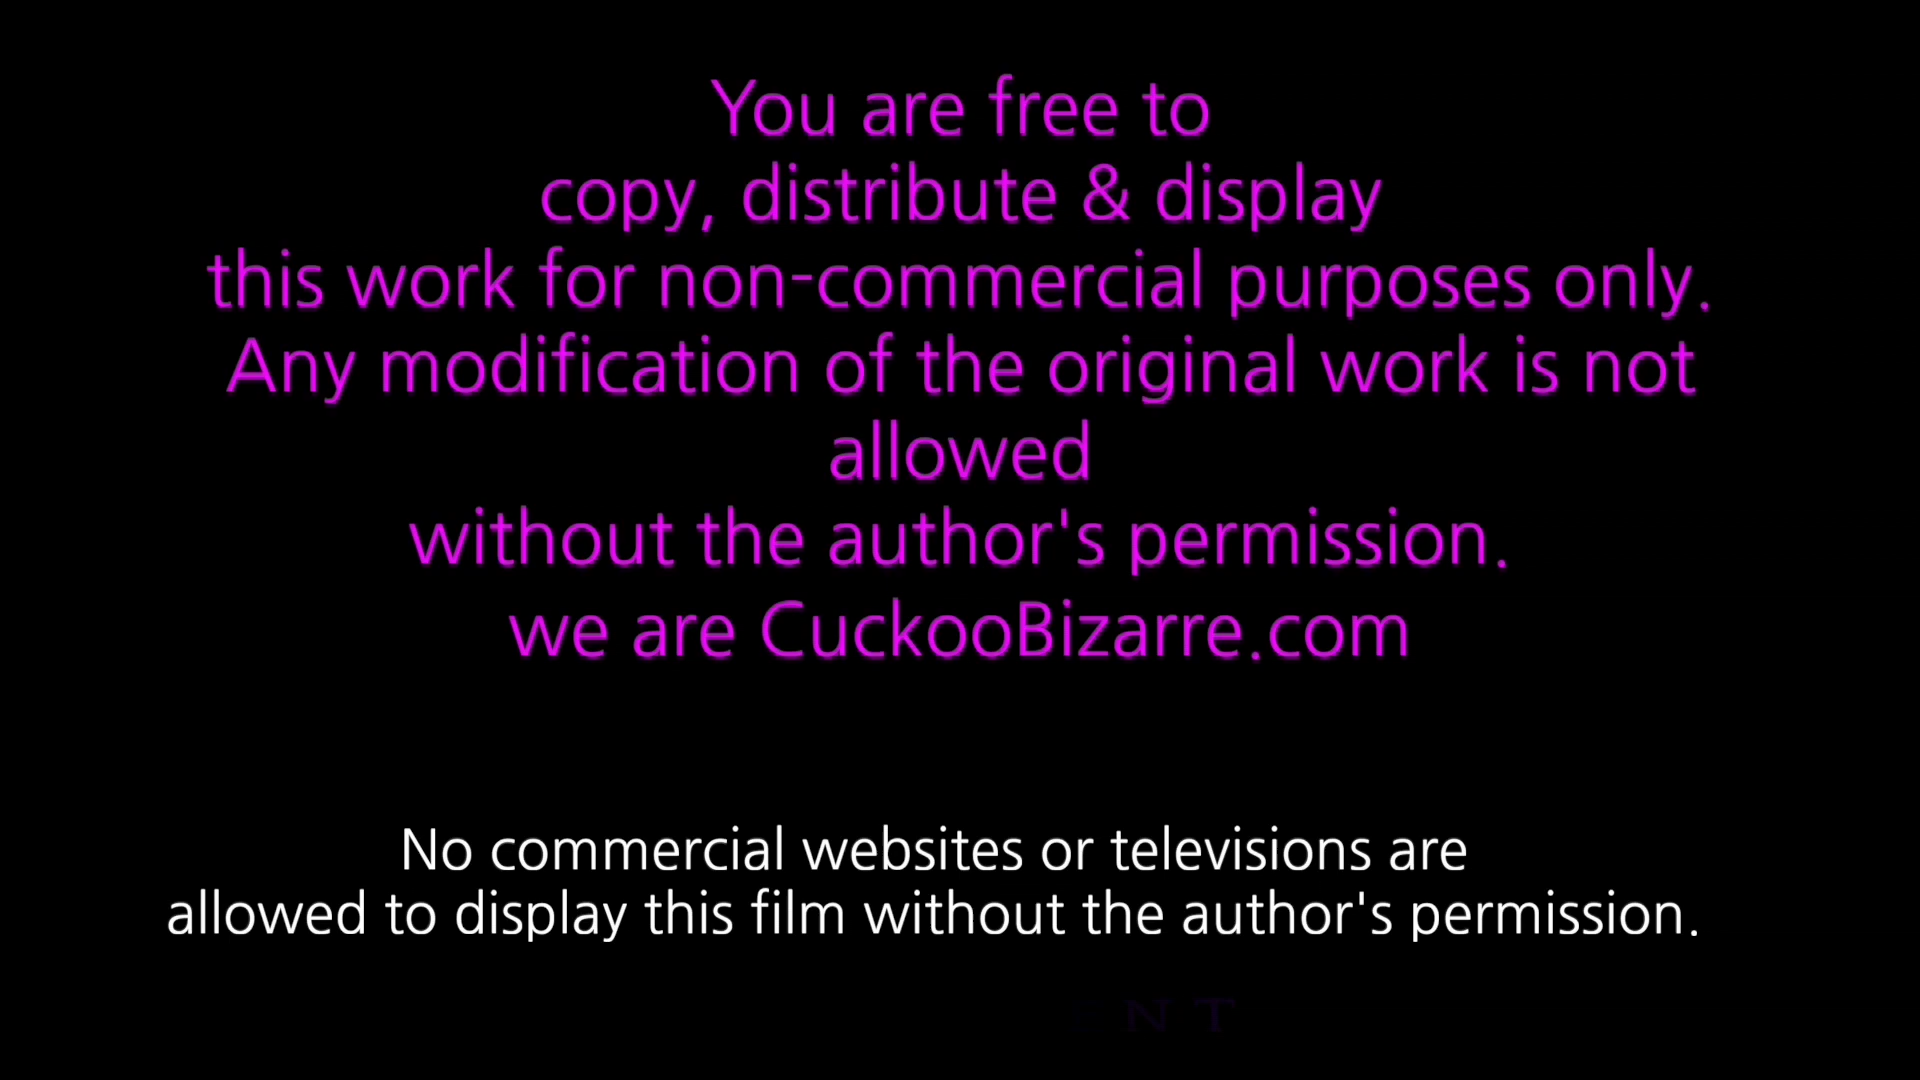 You are free to
copy, distribute & display
this work for non-commercial purposes only.
Any modification of the original work is not
allowed
without the author's permission.
we are CuckooBizarre.com
No commercial websites or televisions are
allowed to display this film without the author's permission.
N T